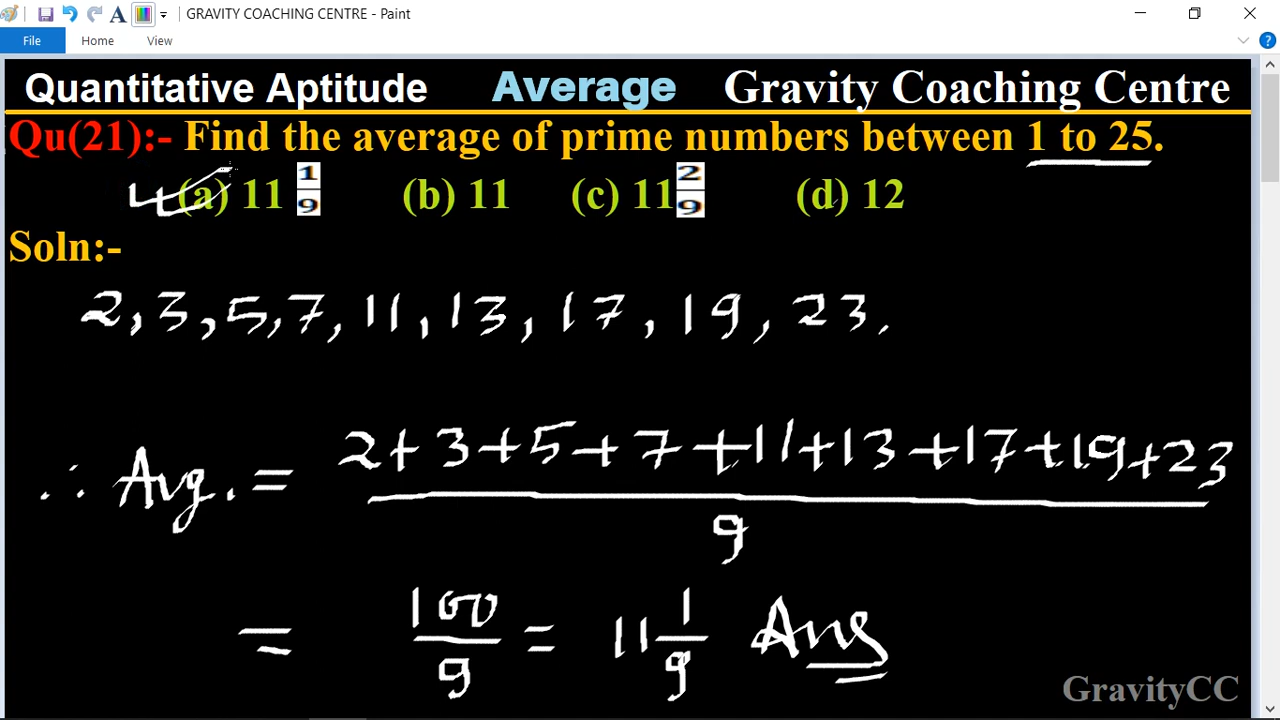 GRAVITY COACHING CENTRE - Paint
File Home View
Quantitative Aptitude Average Gravity Coaching Centre
Qu(21):- Find the average of prime numbers between 1 to 25.
(a) 11 1/9 (b) 11 (c) 11 2/9 (d) 12
Soln:-
2, 3, 5, 7, 11, 13, 17, 19, 23.
∴ Avg. = 2+3+5+7+11+13+17+19+23
9
= 100/9 = 11 1/9 Ans
GravityCC